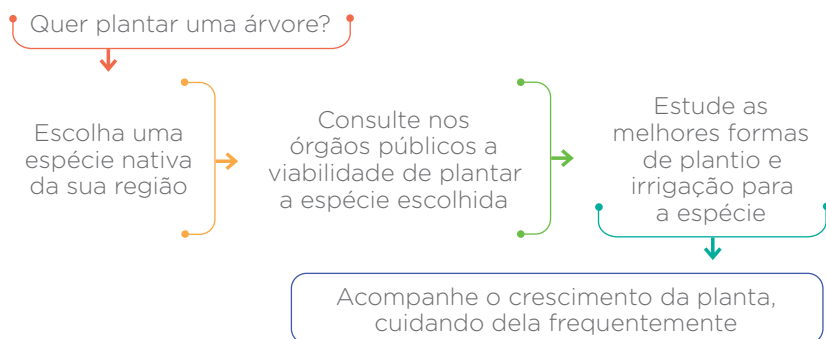 Quer plantar uma árvore?
Escolha uma
espécie nativa
da sua região
Consulte nos
órgãos públicos a
viabilidade de plantar
a espécie escolhida
Estude as
melhores formas
de plantio e
irrigação para
a espécie
Acompanhe o crescimento da planta,
cuidando dela frequentemente